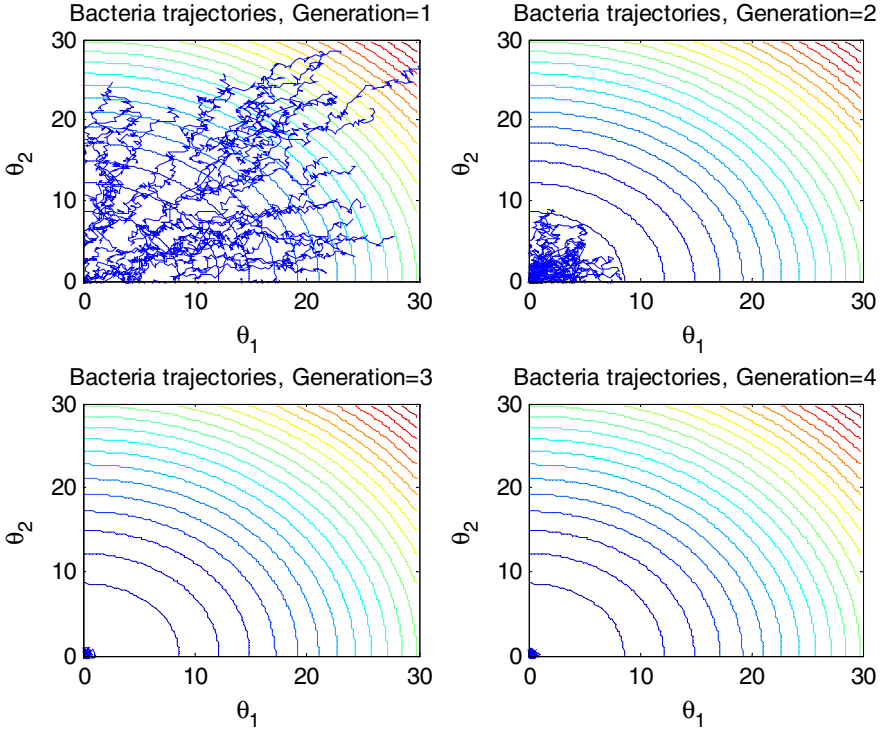 Bacteria trajectories, Generation=1
30
20
10
0
θ2
0 10 20 30
θ1
Bacteria trajectories, Generation=2
30
20
10
0
θ2
0 10 20 30
θ1
Bacteria trajectories, Generation=3
30
20
10
0
θ2
0 10 20 30
θ1
Bacteria trajectories, Generation=4
30
20
10
0
θ2
0 10 20 30
θ1